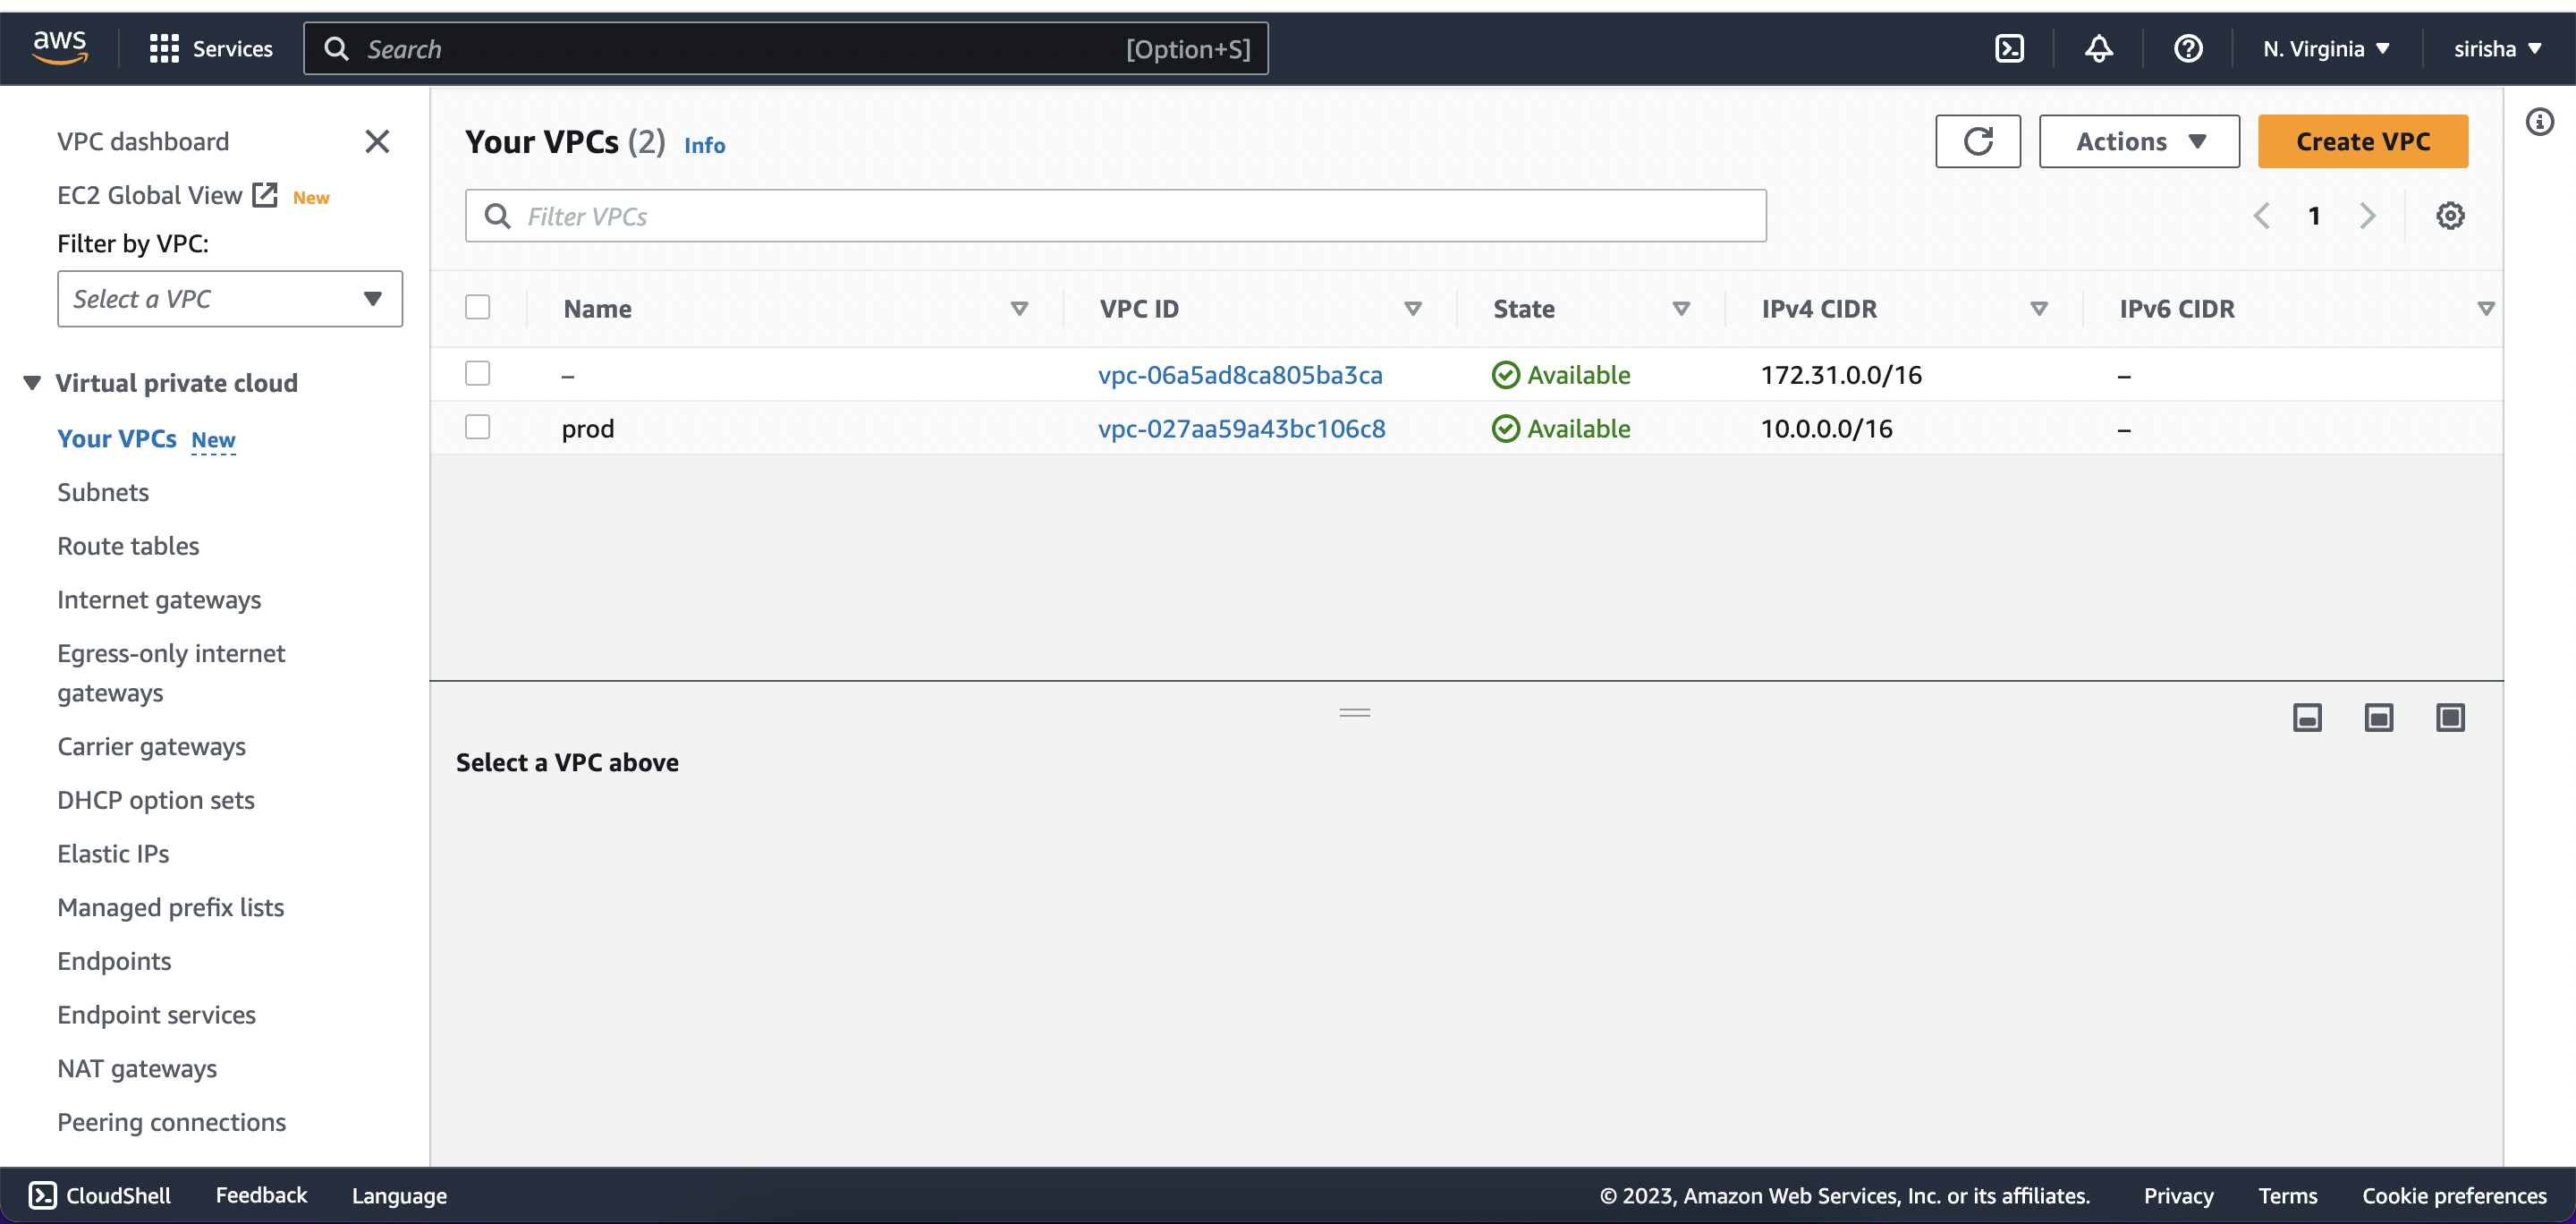 aws
Services
Search
[Option+S]
N. Virginia
sirisha
VPC dashboard
EC2 Global View New
Filter by VPC:
Select a VPC
Virtual private cloud
Your VPCs New
Subnets
Route tables
Internet gateways
Egress-only internet
gateways
Carrier gateways
DHCP option sets
Elastic IPs
Managed prefix lists
Endpoints
Endpoint services
NAT gateways
Peering connections
Your VPCs (2) Info
Actions
Create VPC
Filter VPCs
1
Name VPC ID State IPv4 CIDR IPv6 CIDR
– vpc-06a5ad8ca805ba3ca Available 172.31.0.0/16 –
prod vpc-027aa59a43bc106c8 Available 10.0.0.0/16 –
Select a VPC above
CloudShell Feedback Language © 2023, Amazon Web Services, Inc. or its affiliates. Privacy Terms Cookie preferences